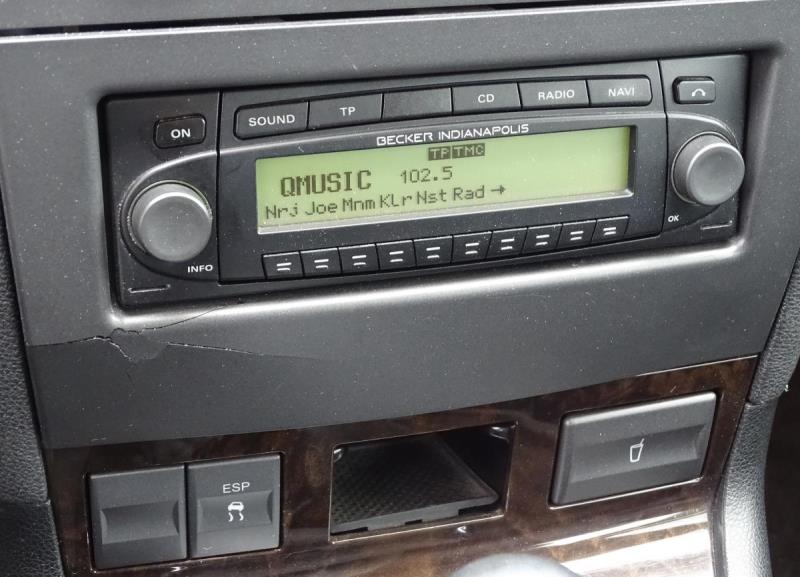 SOUND TP CD RADIO NAVI
ON
BECKER INDIANAPOLIS
TP TMC
QMUSIC 102.5
Nrj Joe Mnm KLr Nst Rad →
INFO
OK
ESP